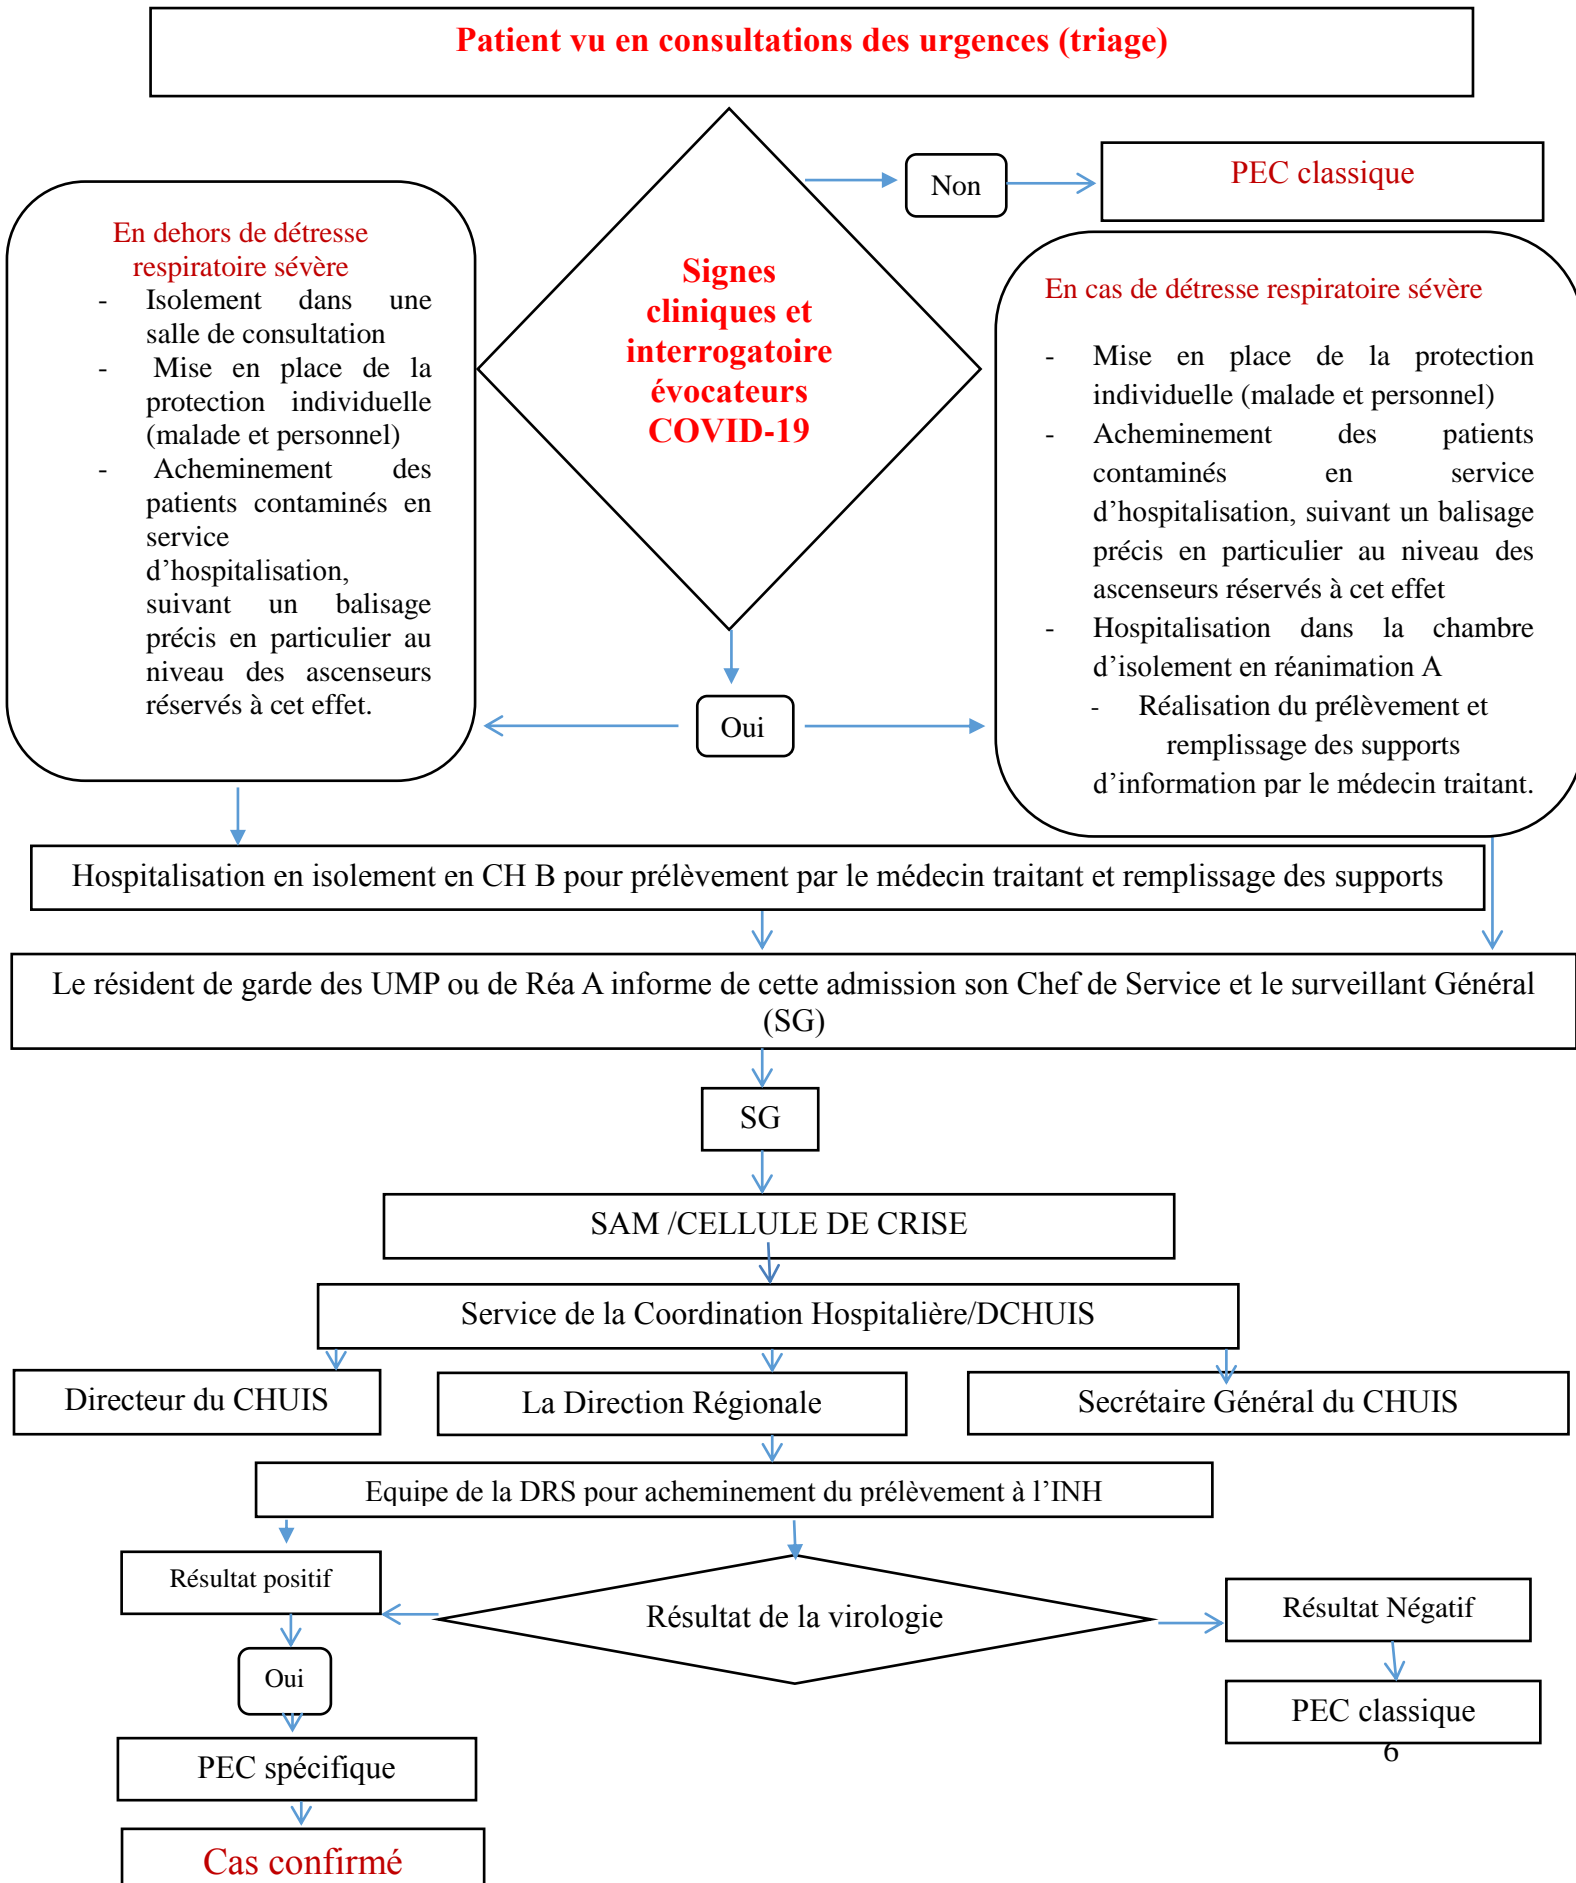 Patient vu en consultations des urgences (triage)
Non
PEC classique
Signes
cliniques et
interrogatoire
évocateurs
COVID-19
En dehors de détresse
respiratoire sévère
- Isolement dans une
salle de consultation
- Mise en place de la
protection individuelle
(malade et personnel)
- Acheminement des
patients contaminés en
service
d’hospitalisation,
suivant un balisage
précis en particulier au
niveau des ascenseurs
réservés à cet effet.
En cas de détresse respiratoire sévère
- Mise en place de la protection
individuelle (malade et personnel)
- Acheminement des patients
contaminés en service
d’hospitalisation, suivant un balisage
précis en particulier au niveau des
ascenseurs réservés à cet effet
- Hospitalisation dans la chambre
d’isolement en réanimation A
- Réalisation du prélèvement et
remplissage des supports
d’information par le médecin traitant.
Oui
Hospitalisation en isolement en CH B pour prélèvement par le médecin traitant et remplissage des supports
Le résident de garde des UMP ou de Réa A informe de cette admission son Chef de Service et le surveillant Général
(SG)
SG
SAM /CELLULE DE CRISE
Service de la Coordination Hospitalière/DCHUIS
Directeur du CHUIS
La Direction Régionale
Secrétaire Général du CHUIS
Equipe de la DRS pour acheminement du prélèvement à l’INH
Résultat positif
Résultat de la virologie
Résultat Négatif
Oui
PEC classique
6
PEC spécifique
Cas confirmé